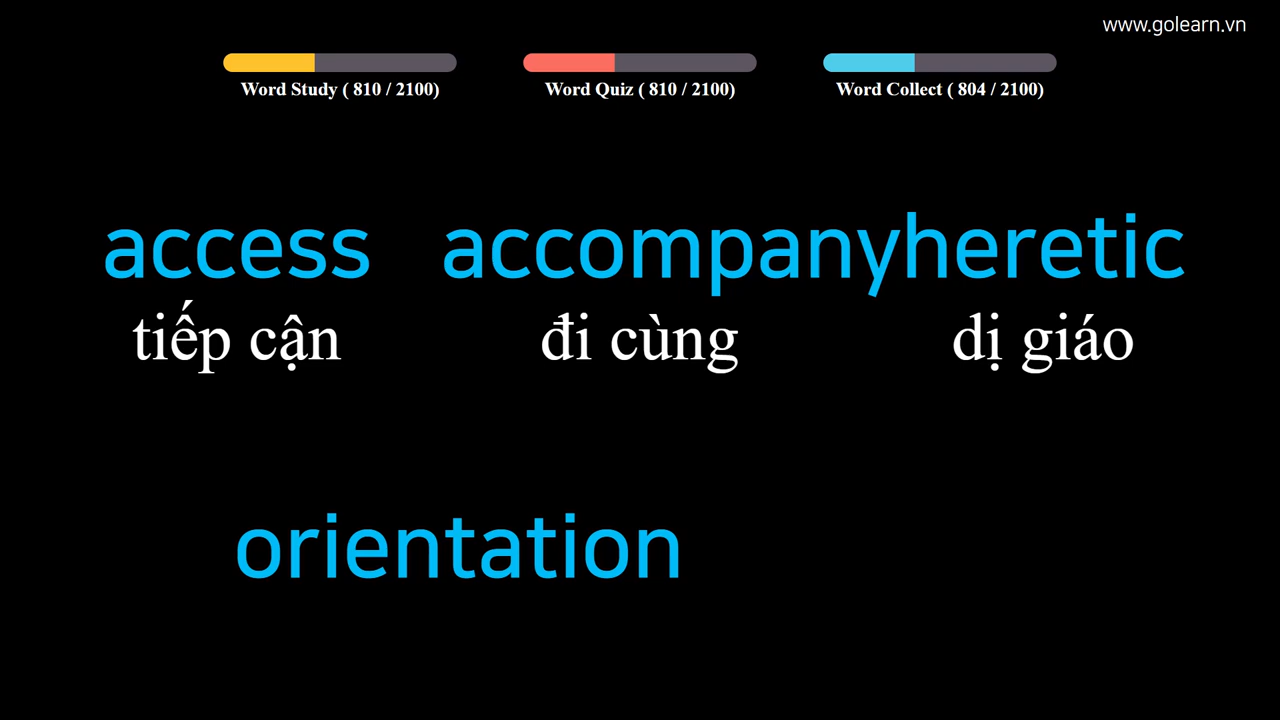 www.golearn.vn
Word Study ( 810 / 2100) Word Quiz ( 810 / 2100) Word Collect ( 804 / 2100)
access accompanyheretic
tiếp cận đi cùng dị giáo
orientation